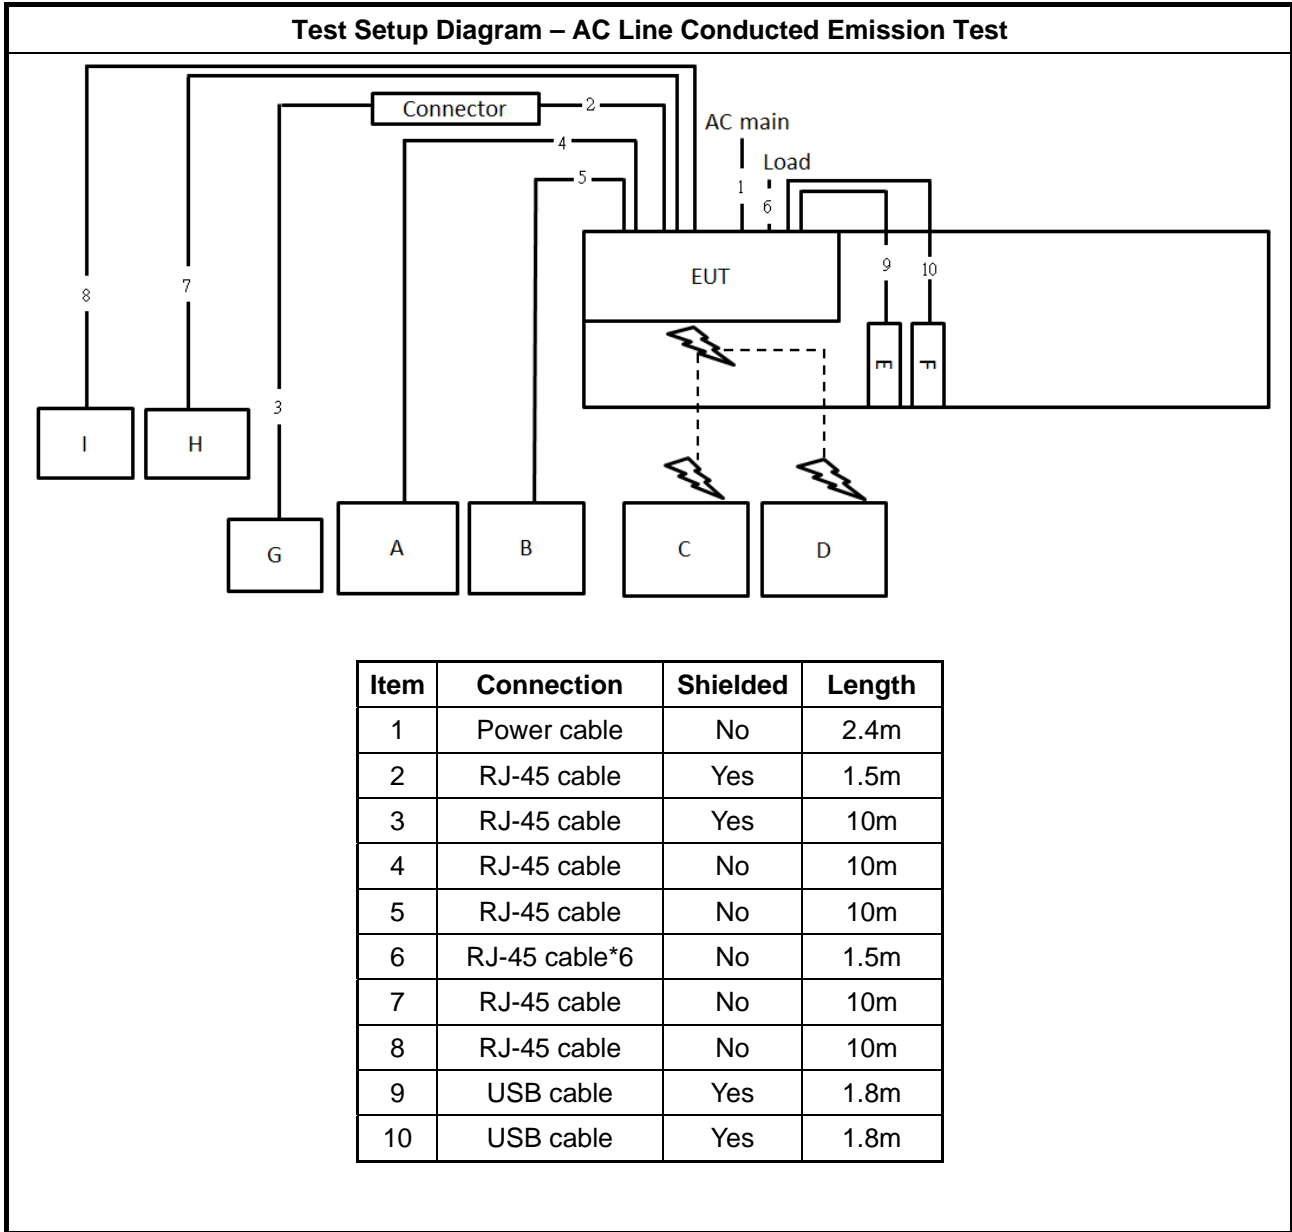 Test Setup Diagram – AC Line Conducted Emission Test
Connector
2
4
5
AC main
Load
1
6
8
7
3
EUT
9
10
E
F
I
H
G
A
B
C
D
Item Connection Shielded Length
1 Power cable No 2.4m
2 RJ-45 cable Yes 1.5m
3 RJ-45 cable Yes 10m
4 RJ-45 cable No 10m
5 RJ-45 cable No 10m
6 RJ-45 cable*6 No 1.5m
7 RJ-45 cable No 10m
8 RJ-45 cable No 10m
9 USB cable Yes 1.8m
10 USB cable Yes 1.8m